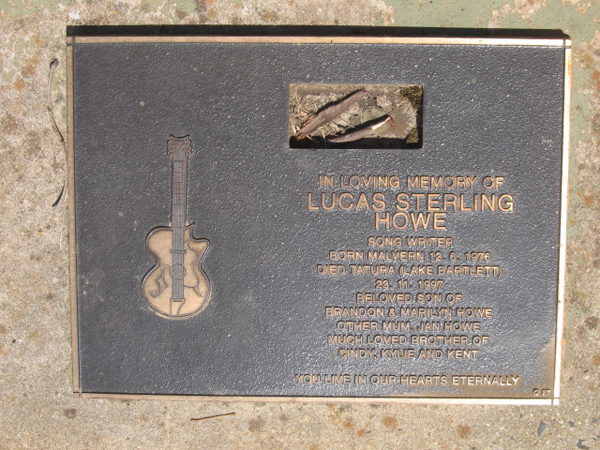 IN LOVING MEMORY OF
LUCAS STERLING
HOWE
SONG WRITER
BORN MALVERN 12. 6. 1976
DIED TATURA (LAKE BARTLETT)
23. 11. 1997
BELOVED SON OF
BRANDON & MARILYN HOWE
OTHER MUM, JAN HOWE
MUCH LOVED BROTHER OF
CINDY, KYLIE AND KENT
YOU LIVE IN OUR HEARTS ETERNALLY